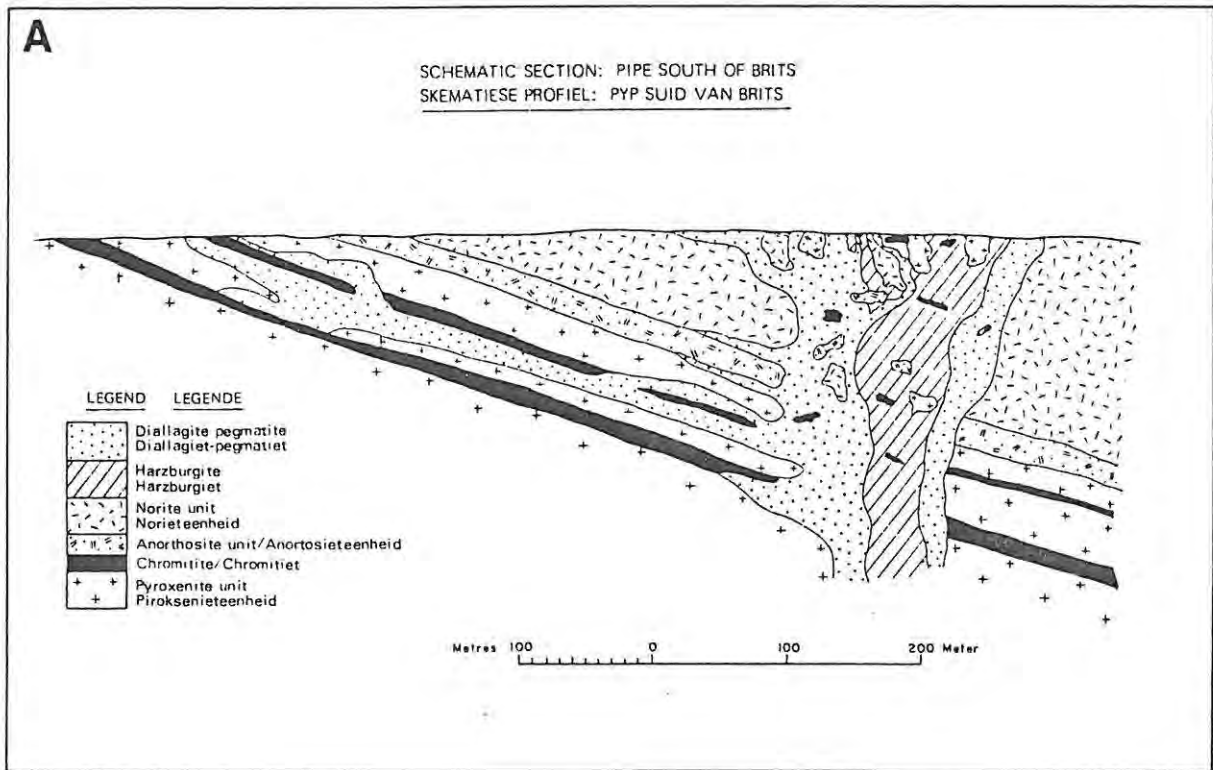 A
SCHEMATIC SECTION: PIPE SOUTH OF BRITS
SKEMATIESE PROFIEL: PYP SUID VAN BRITS
LEGEND LEGENDE
Diallagite pegmatite
Diallagiet-pegmatiet
Harzburgite
Harzburgiet
Norite unit
Norieteenheid
Anorthosite unit/Anortosieteenheid
Chromitite/Chromitiet
Pyroxenite unit
Piroksenieteenheid
Metres 100 0 100 200 Meter